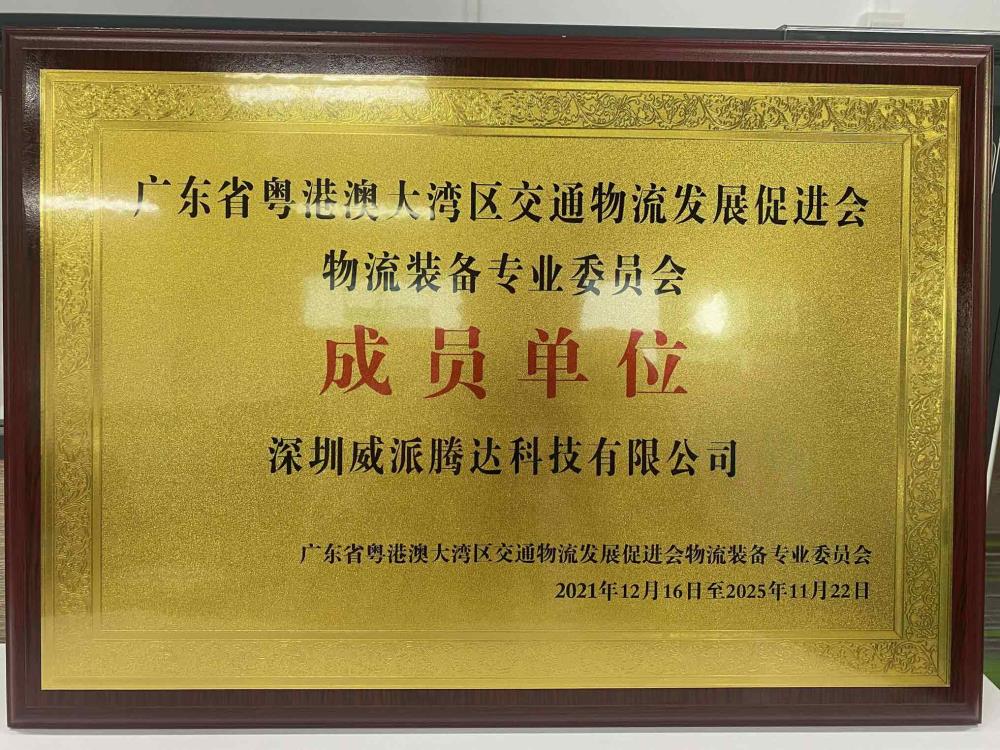 广东省粤港澳大湾区交通物流发展促进会
物流装备专业委员会
成员单位
深圳威派腾达科技有限公司
广东省粤港澳大湾区交通物流发展促进会物流装备专业委员会
2021年12月16日至2025年11月22日